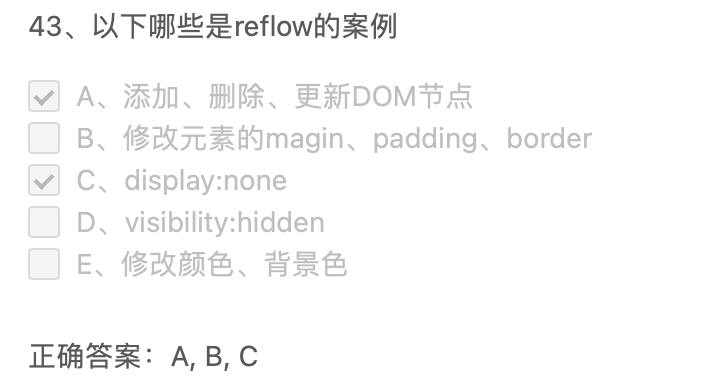 43、以下哪些是reflow的案例
A、添加、删除、更新DOM节点
B、修改元素的magin、padding、border
C、display:none
D、visibility:hidden
E、修改颜色、背景色
正确答案：A, B, C